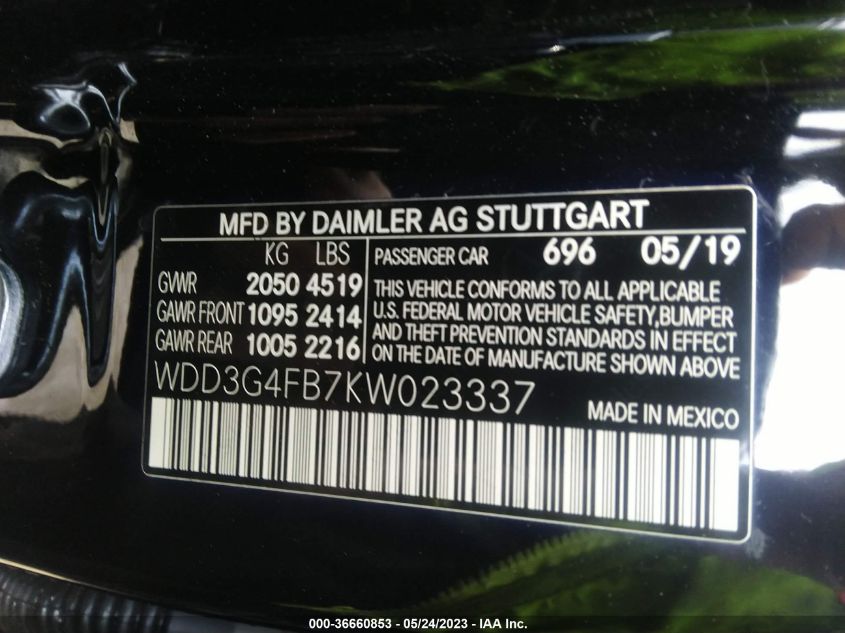 MFD BY DAIMLER AG STUTTGART
KG LBS
GVWR 2050 4519
GAWR FRONT 1095 2414
GAWR REAR 1005 2216
PASSENGER CAR 696 05/19
THIS VEHICLE CONFORMS TO ALL APPLICABLE
U.S. FEDERAL MOTOR VEHICLE SAFETY,BUMPER
AND THEFT PREVENTION STANDARDS IN EFFECT
ON THE DATE OF MANUFACTURE SHOWN ABOVE
WDD3G4FB7KW023337
MADE IN MEXICO
000-36660853 - 05/24/2023 - IAA Inc.